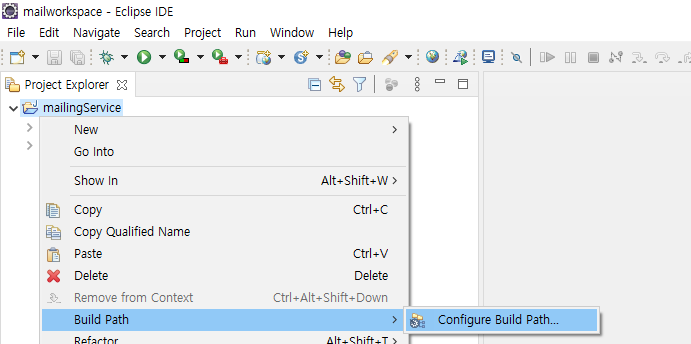 mailworkspace - Eclipse IDE
File Edit Navigate Search Project Run Window Help
Project Explorer
mailingService
New
Go Into
Show In Alt+Shift+W
Copy Ctrl+C
Copy Qualified Name
Paste Ctrl+V
Delete Delete
Remove from Context Ctrl+Alt+Shift+Down
Build Path
Configure Build Path...
Refactor Alt+Shift+T